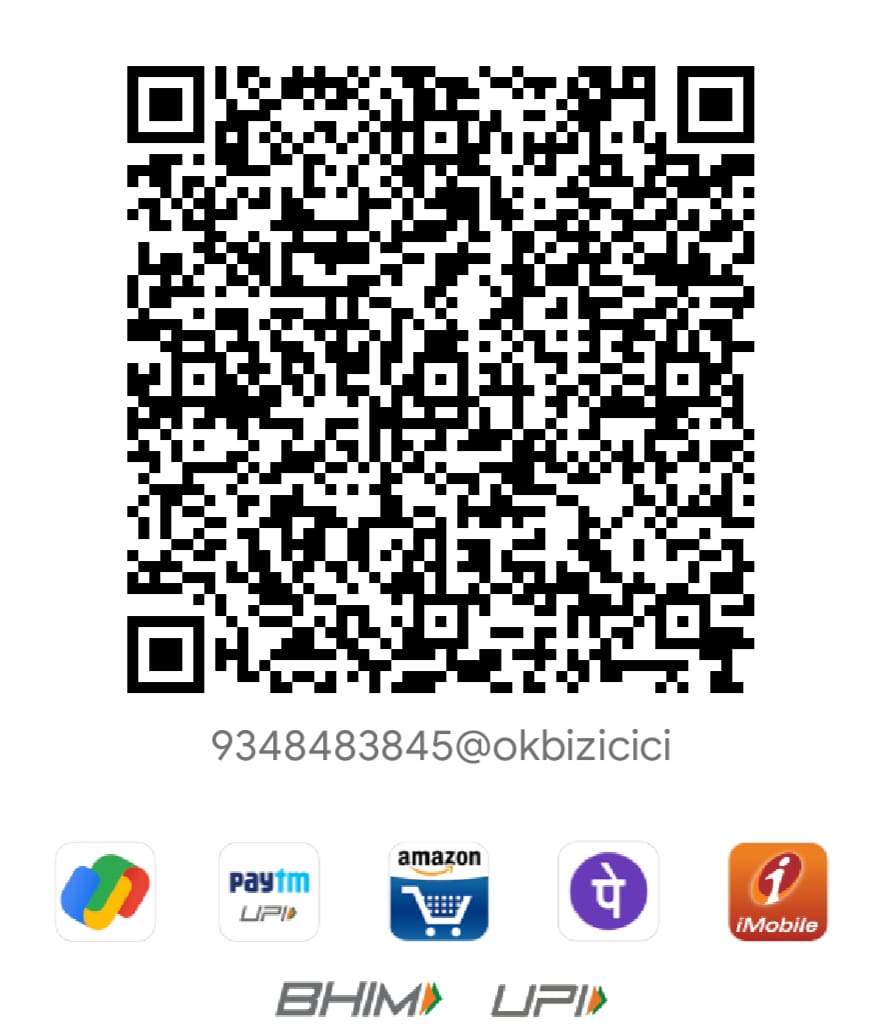 9348483845@okbizicici
paytm
UPI
amazon
पे
i
iMobile
BHIM UPI